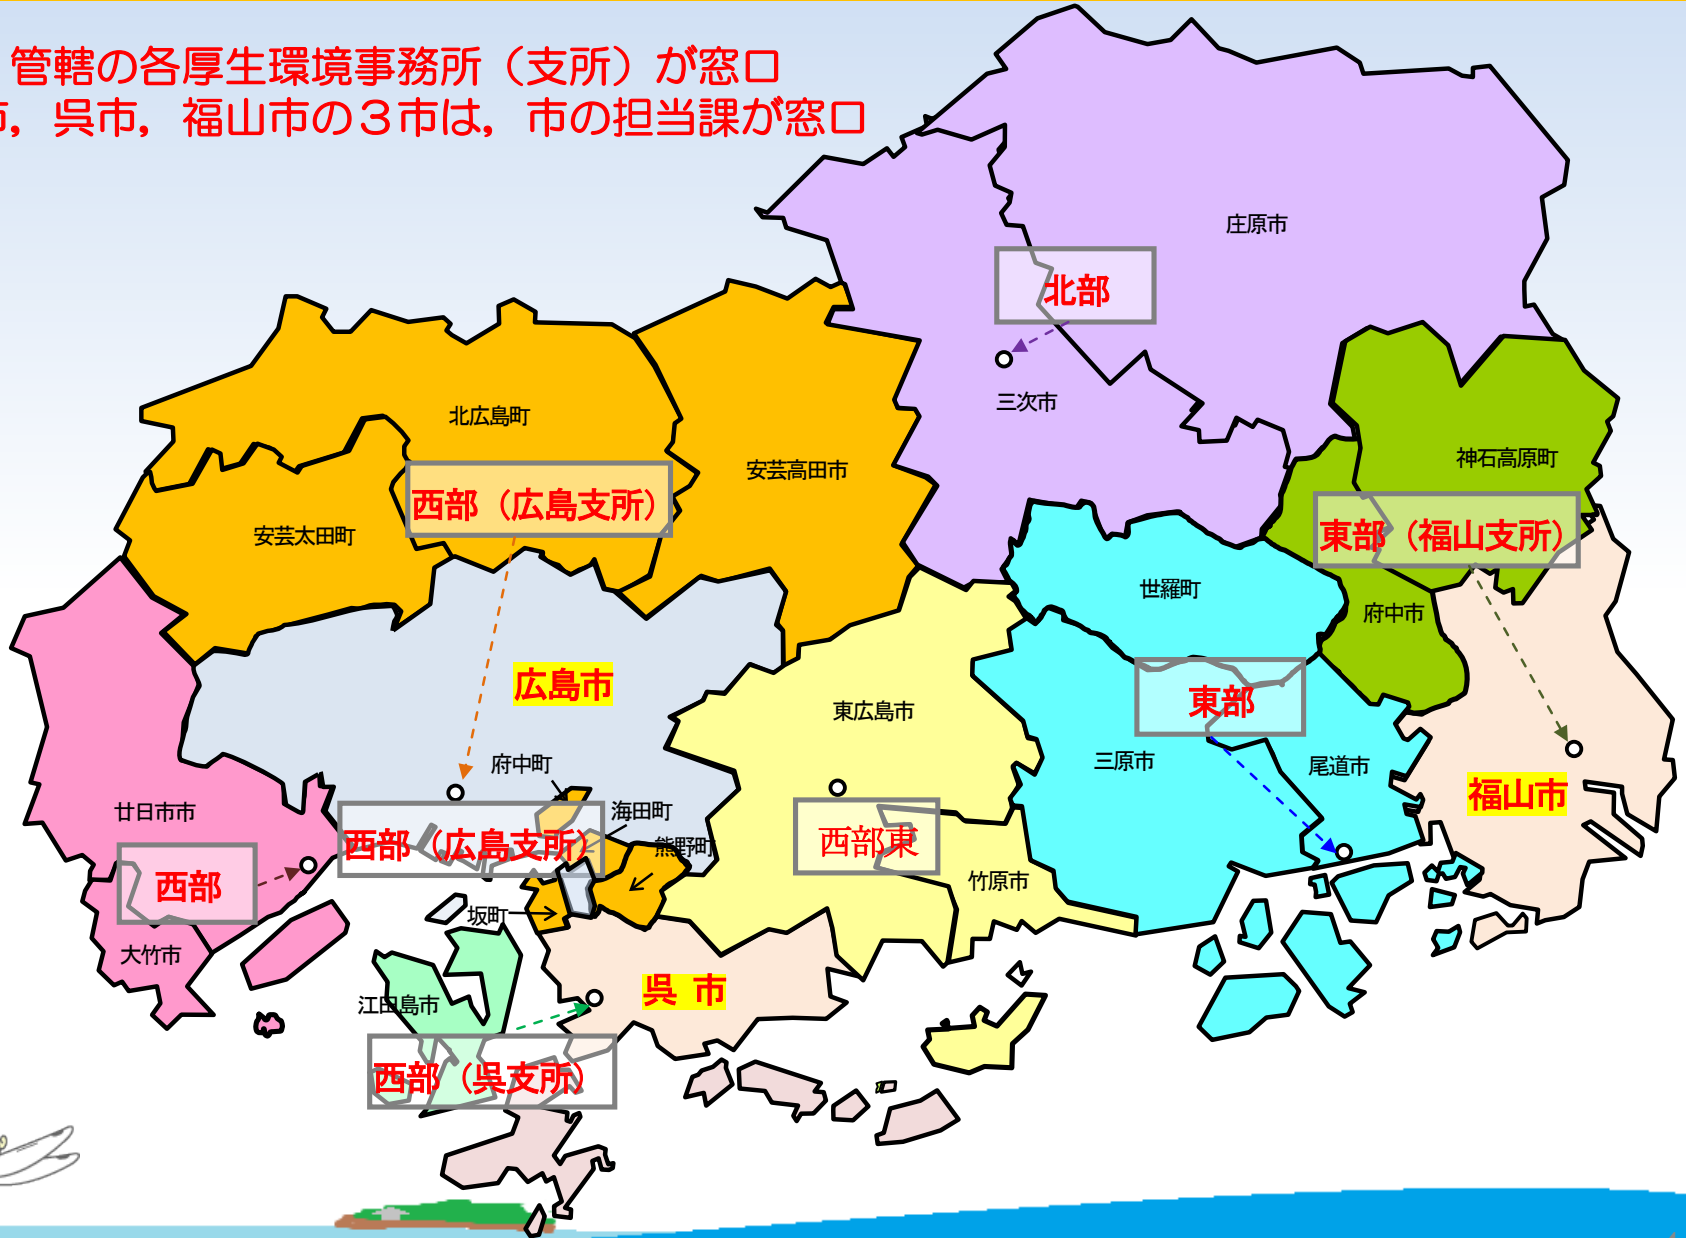 管轄の各厚生環境事務所（支所）が窓口
市，呉市，福山市の３市は，市の担当課が窓口
庄原市
北部
三次市
北広島町
安芸高田市
神石高原町
西部（広島支所）
東部（福山支所）
安芸太田町
世羅町
府中市
広島市
東部
東広島市
三原市
尾道市
府中町
福山市
廿日市市
海田町
西部（広島支所）
熊野町
西部東
西部
竹原市
坂町
大竹市
呉 市
江田島市
西部（呉支所）